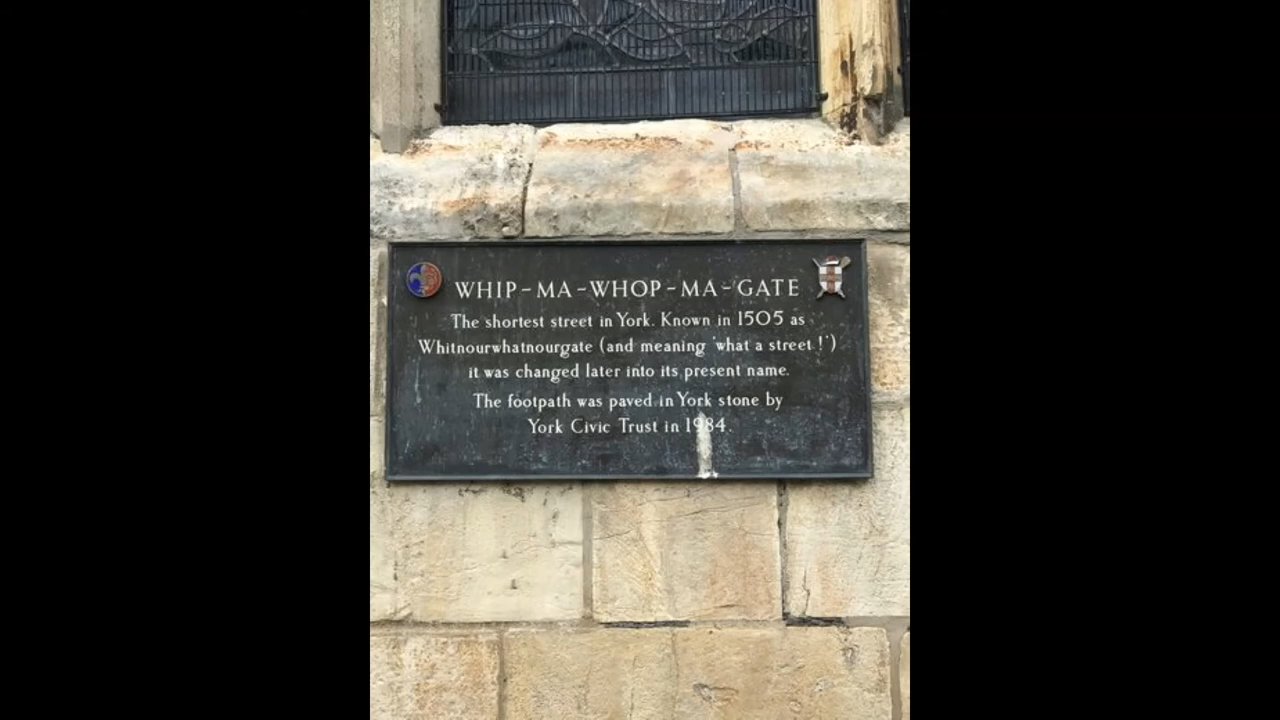 WHIP-MA-WHOP-MA-GATE
The shortest street in York. Known in 1505 as
Whitnourwhatnourgate (and meaning 'what a street!')
it was changed later into its present name.
The footpath was paved in York stone by
York Civic Trust in 1984.